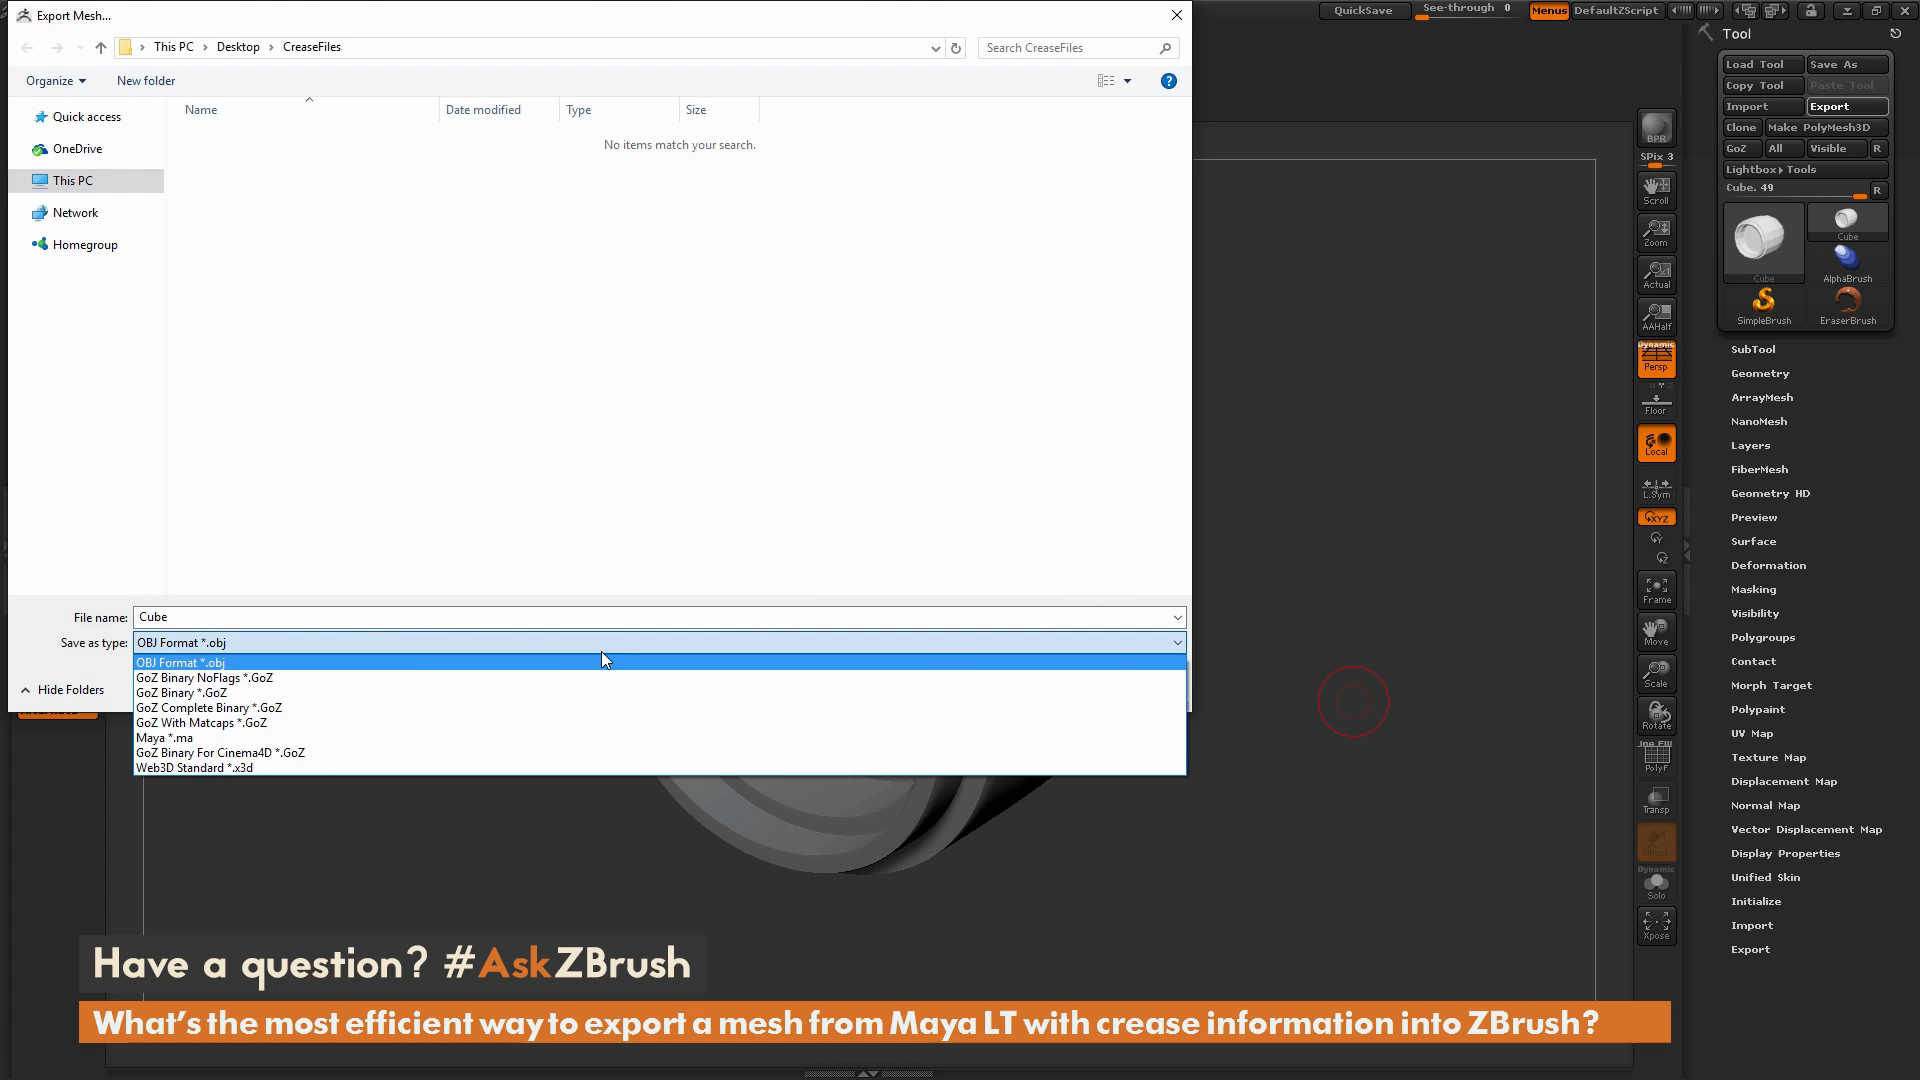 Export Mesh...
This PC > Desktop > CreaseFiles
Search CreaseFiles
Organize
New folder
Quick access
OneDrive
This PC
Network
Homegroup
Name
Date modified
Type
Size
No items match your search.
File name: Cube
Save as type: OBJ Format *.obj
OBJ Format *.obj
GoZ Binary NoFlags *.GoZ
GoZ Binary *.GoZ
GoZ Complete Binary *.GoZ
GoZ With Matcaps *.GoZ
Maya *.ma
GoZ Binary For Cinema4D *.GoZ
Web3D Standard *.x3d
Hide Folders
QuickSave
See-through 0
Menus
DefaultZScript
BPR
SPix 3
Scroll
Zoom
Actual
AAHalf
Dynamic
Persp
Floor
Local
L.Sym
XYZ
Frame
Move
Scale
Rotate
Line Fill
PolyF
Transp
Ghost
Dynamic
Solo
Xpose
Tool
Load Tool
Save As
Copy Tool
Paste Tool
Import
Export
Clone
Make PolyMesh3D
GoZ
All
Visible
R
Lightbox▸Tools
Cube. 49
R
Cube
Cube
AlphaBrush
SimpleBrush
EraserBrush
SubTool
Geometry
ArrayMesh
NanoMesh
Layers
FiberMesh
Geometry HD
Preview
Surface
Deformation
Masking
Visibility
Polygroups
Contact
Morph Target
Polypaint
UV Map
Texture Map
Displacement Map
Normal Map
Vector Displacement Map
Display Properties
Unified Skin
Initialize
Import
Export
Have a question? #AskZBrush
What's the most efficient way to export a mesh from Maya LT with crease information into ZBrush?